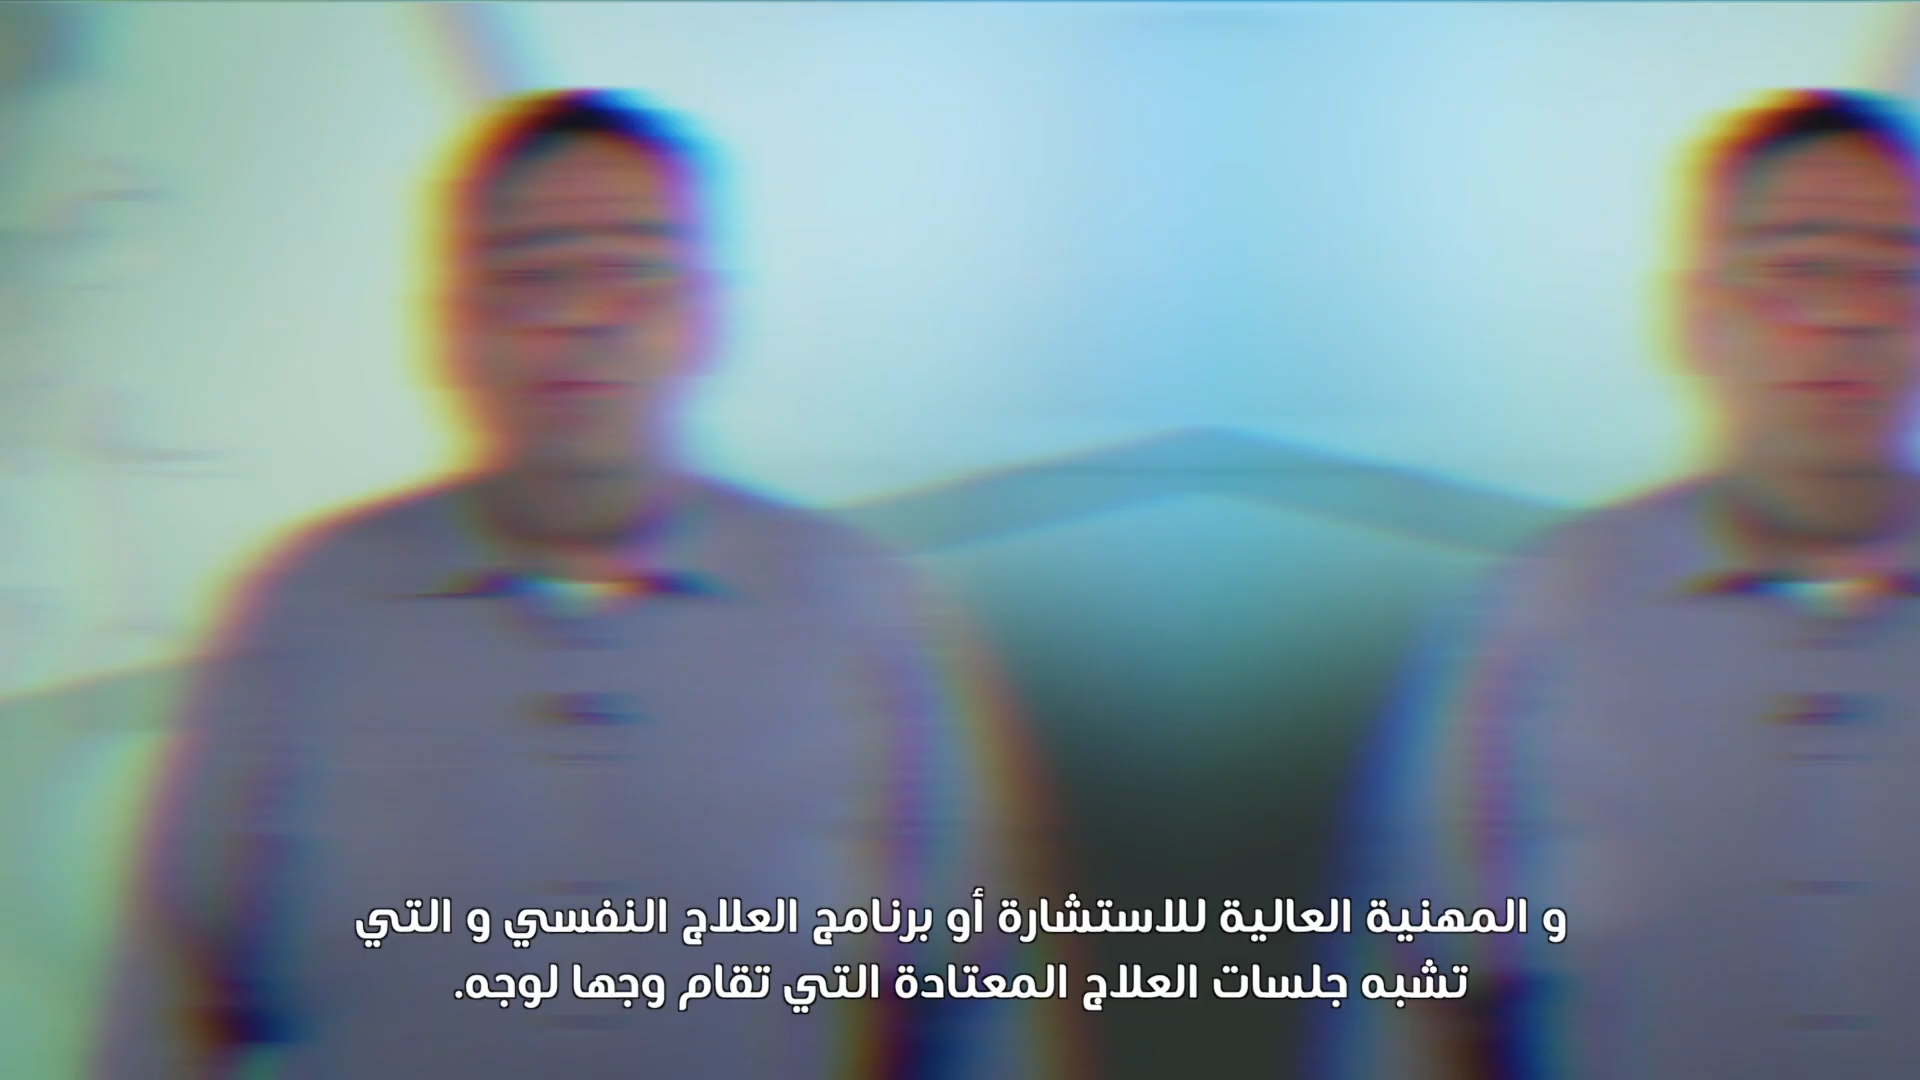 و المهنية العالية للاستشارة أو برنامج العلاج النفسي و التي
تشبه جلسات العلاج المعتادة التي تقام وجها لوجه.